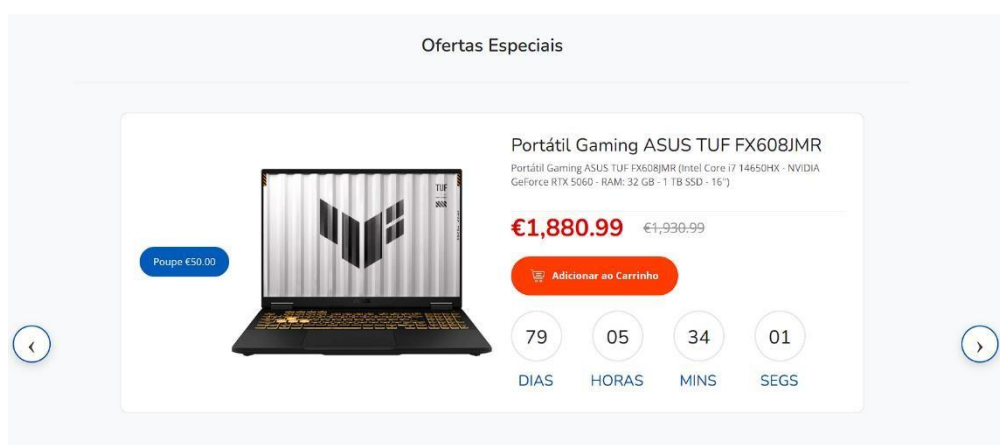 Ofertas Especiais
Portátil Gaming ASUS TUF FX608JMR
Portátil Gaming ASUS TUF FX608JMR (Intel Core i7 14650HX - NVIDIA
GeForce RTX 5060 - RAM: 32 GB - 1 TB SSD - 16")
€1,880.99 €1,930.99
Poupe €50.00
TUF
Adicionar ao Carrinho
‹
79 05 34 01
›
DIAS HORAS MINS SEGS